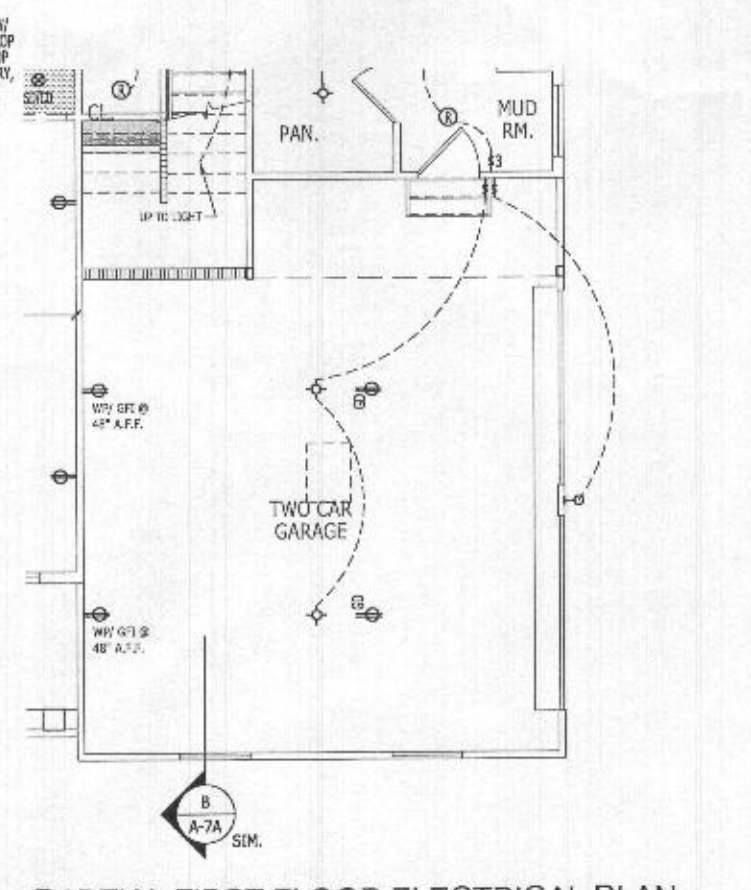 CL.
PAN.
MUD
RM.
S3
UP TO LIGHT
WP/ GFI @
48" A.F.F.
TWO CAR
GARAGE
WP/ GFI @
48" A.F.F.
B
A-7A
SIM.
PARTIAL FIRST FLOOR ELECTRICAL PLAN